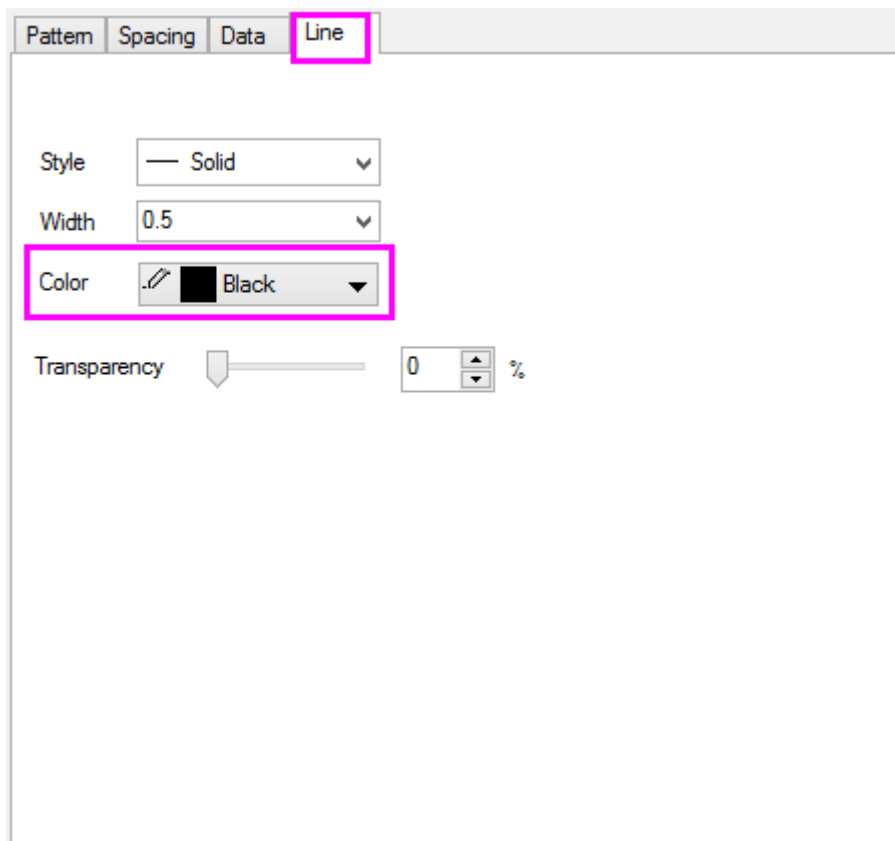 Pattern Spacing Data Line
Style Solid
Width 0.5
Color Black
Transparency 0 %